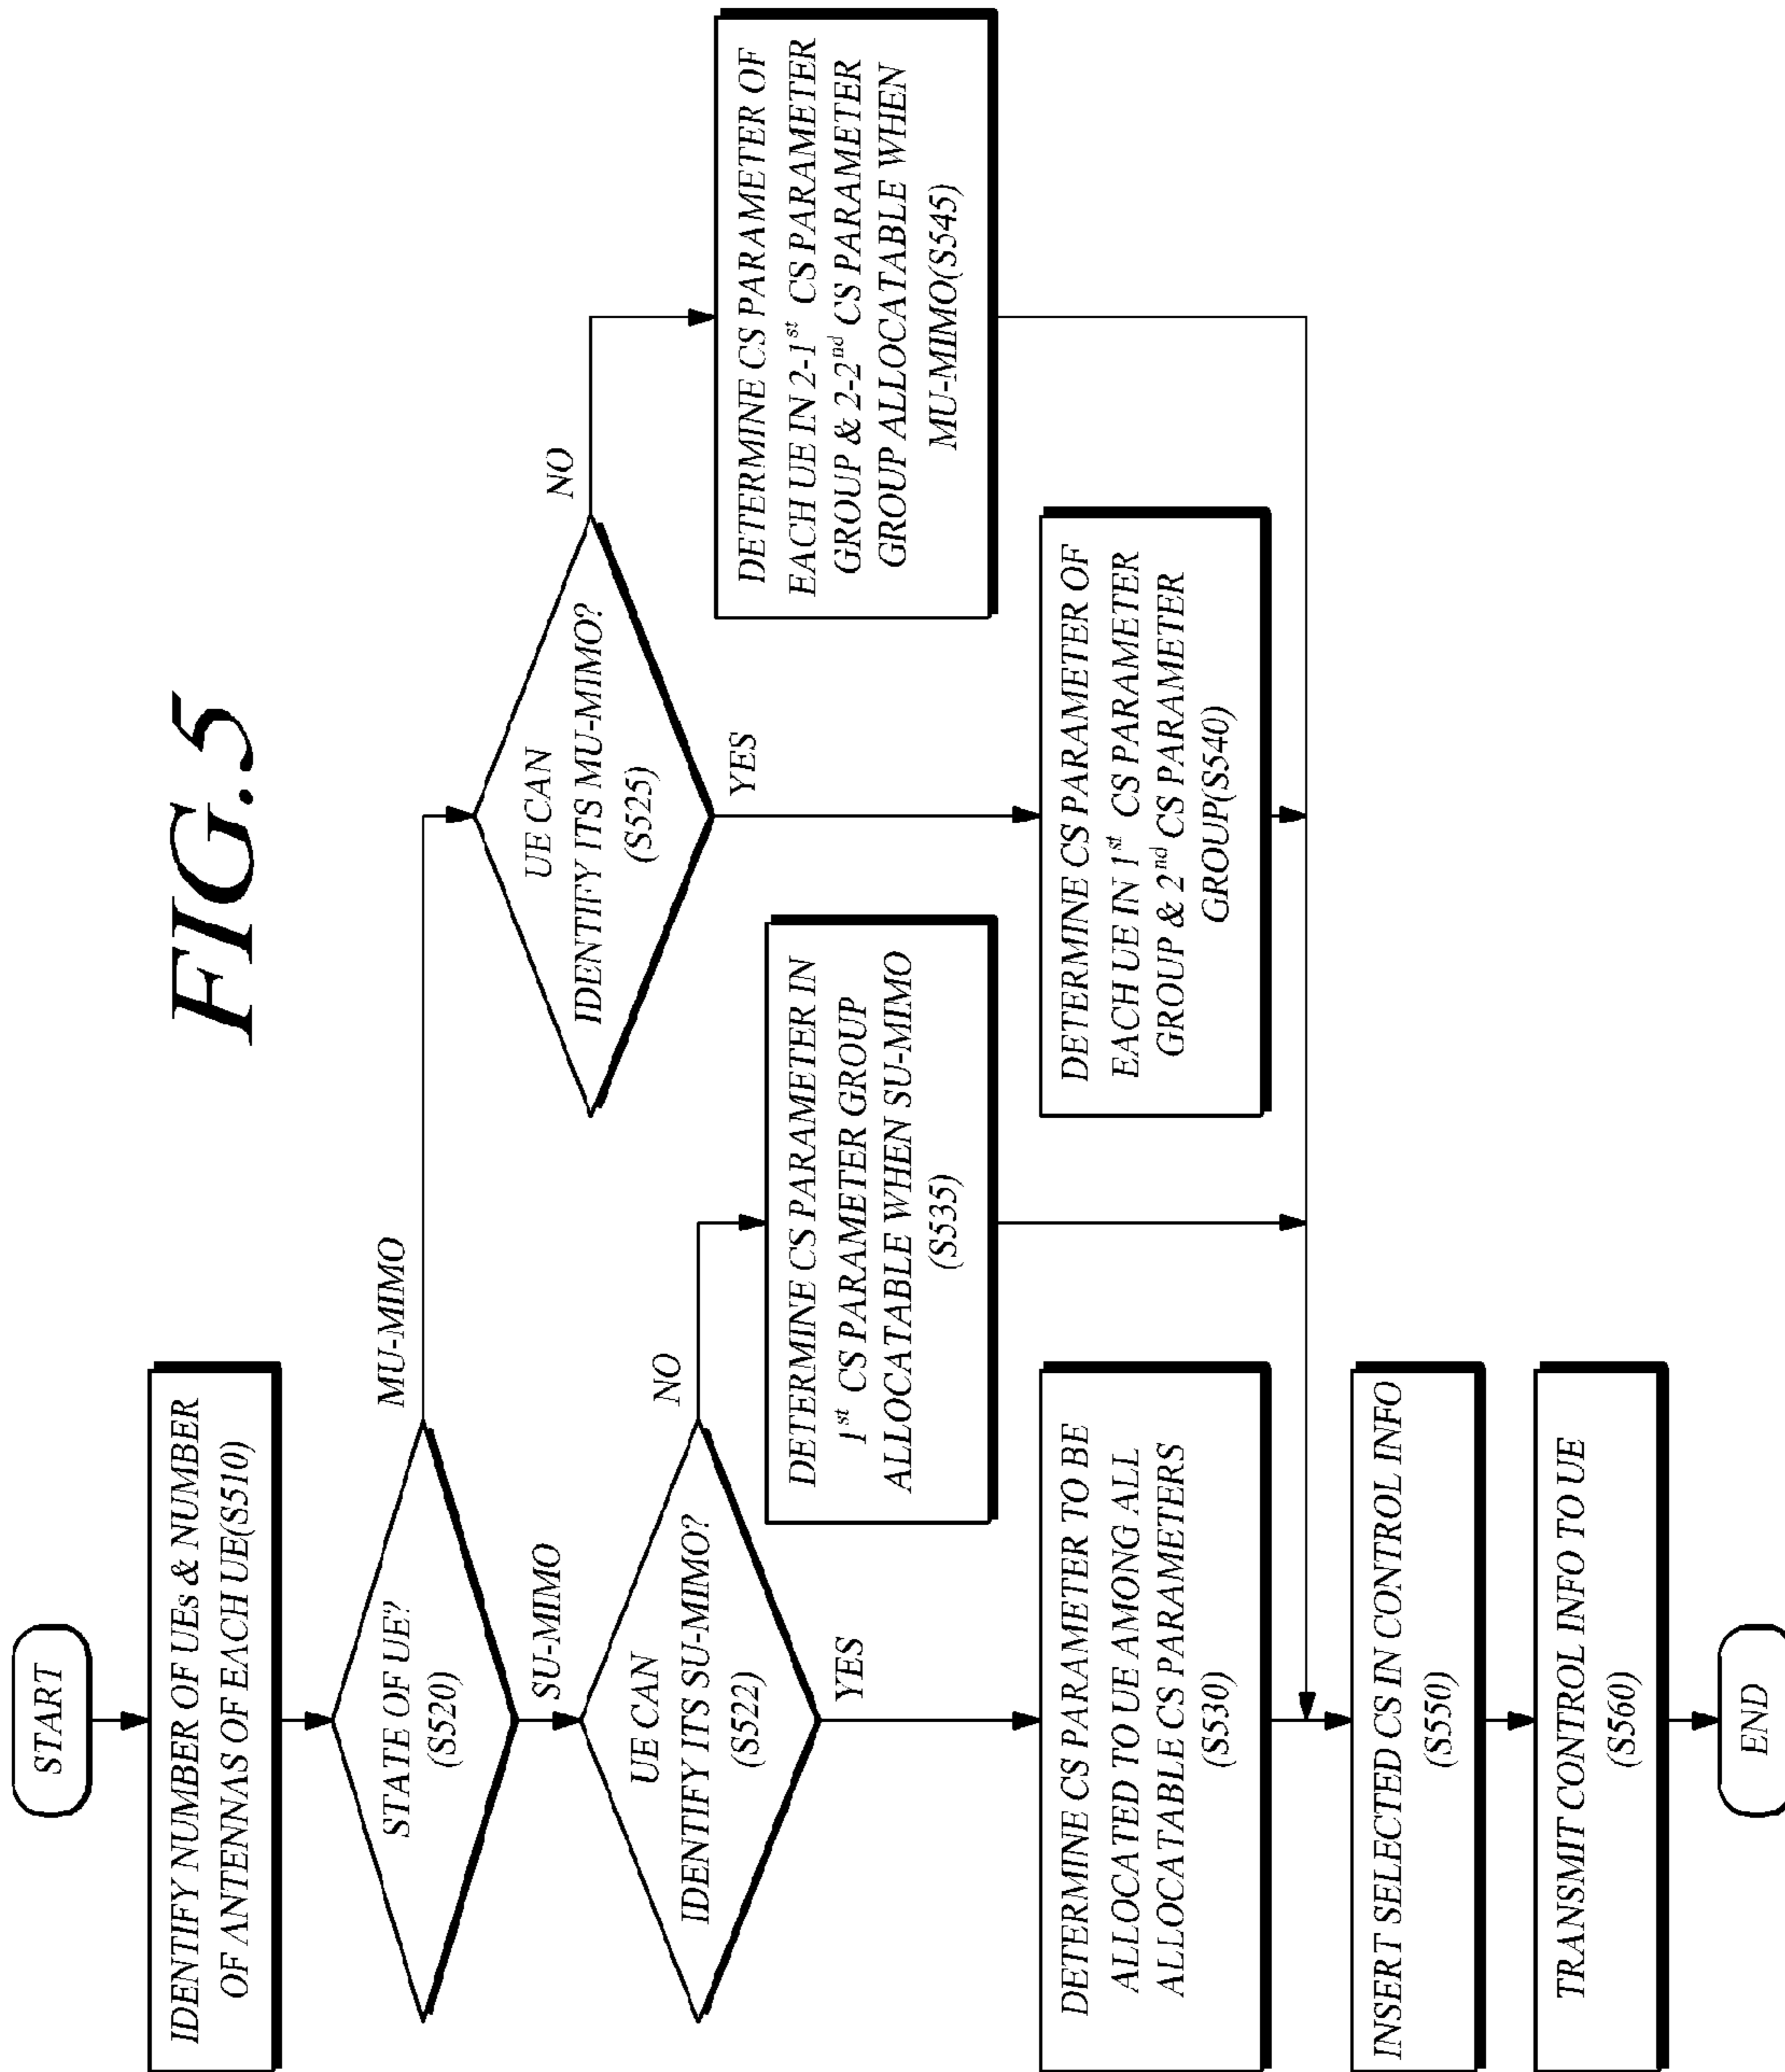 FIG.5
START
IDENTIFY NUMBER OF UEs & NUMBER
OF ANTENNAS OF EACH UE(S510)
STATE OF UE?
(S520)
MU-MIMO
SU-MIMO
UE CAN
IDENTIFY ITS SU-MIMO?
(S522)
NO
YES
UE CAN
IDENTIFY ITS MU-MIMO?
(S525)
NO
YES
DETERMINE CS PARAMETER TO BE
ALLOCATED TO UE AMONG ALL
ALLOCATABLE CS PARAMETERS
(S530)
DETERMINE CS PARAMETER IN
1st CS PARAMETER GROUP
ALLOCATABLE WHEN SU-MIMO
(S535)
DETERMINE CS PARAMETER OF
EACH UE IN 1st CS PARAMETER
GROUP & 2nd CS PARAMETER
GROUP(S540)
DETERMINE CS PARAMETER OF
EACH UE IN 2-1st CS PARAMETER
GROUP & 2-2nd CS PARAMETER
GROUP ALLOCATABLE WHEN
MU-MIMO(S545)
INSERT SELECTED CS IN CONTROL INFO
(S550)
TRANSMIT CONTROL INFO TO UE
(S560)
END